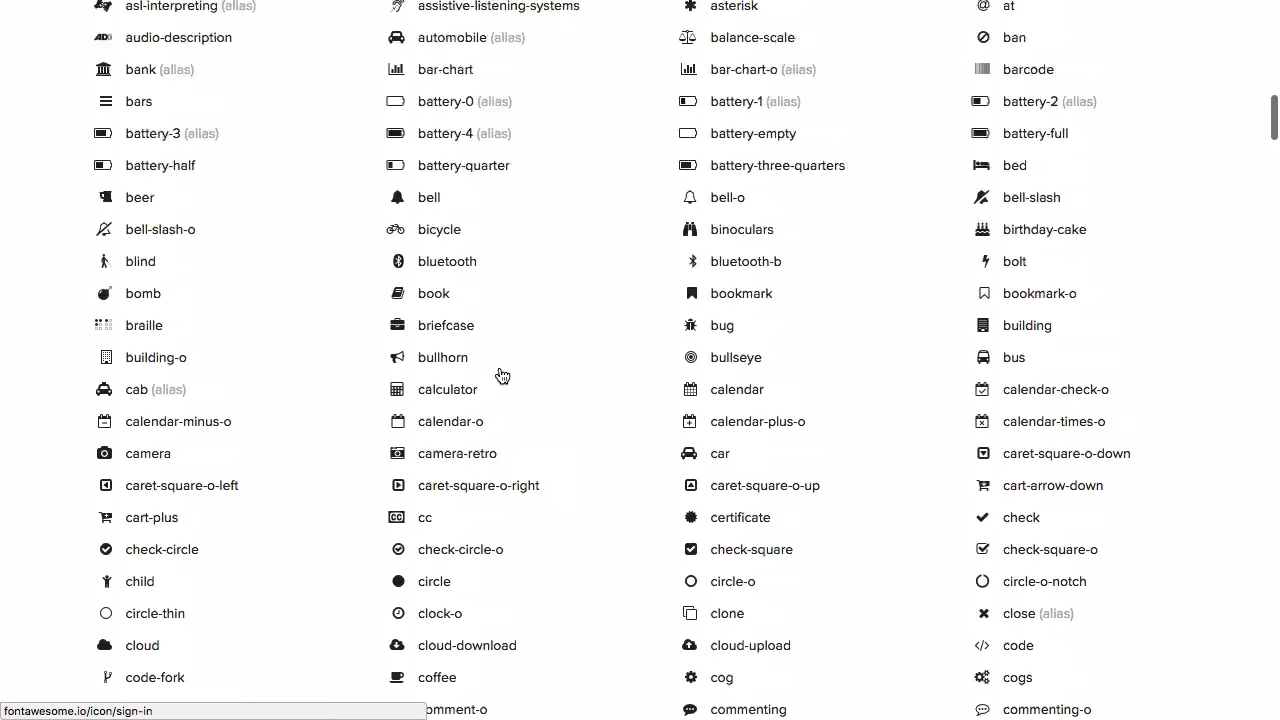 asl-interpreting (alias) assistive-listening-systems asterisk at
audio-description automobile (alias) balance-scale ban
bank (alias) bar-chart bar-chart-o (alias) barcode
bars battery-0 (alias) battery-1 (alias) battery-2 (alias)
battery-3 (alias) battery-4 (alias) battery-empty battery-full
battery-half battery-quarter battery-three-quarters bed
beer bell bell-o bell-slash
bell-slash-o bicycle binoculars birthday-cake
blind bluetooth bluetooth-b bolt
bomb book bookmark bookmark-o
braille briefcase bug building
building-o bullhorn bullseye bus
cab (alias) calculator calendar calendar-check-o
calendar-minus-o calendar-o calendar-plus-o calendar-times-o
camera camera-retro car caret-square-o-down
caret-square-o-left caret-square-o-right caret-square-o-up cart-arrow-down
cart-plus cc certificate check
check-circle check-circle-o check-square check-square-o
child circle circle-o circle-o-notch
circle-thin clock-o clone close (alias)
cloud cloud-download cloud-upload code
code-fork coffee cog cogs
omment-o commenting commenting-o
fontawesome.io/icon/sign-in